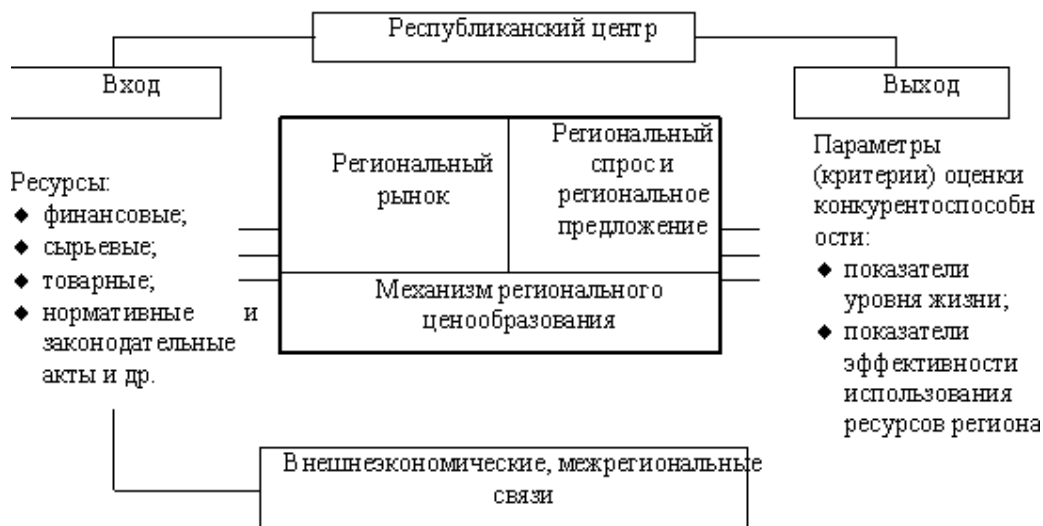 Республиканский центр
Вход
Выход
Региональный
рынок
Региональный
спрос и
региональное
предложение
Механизм регионального
ценообразования
Ресурсы:
◆ финансовые;
◆ сырьевые;
◆ товарные;
◆ нормативные и
законодательные
акты и др.
Параметры
(критерии) оценки
конкурентоспособн
ости:
◆ показатели
уровня жизни;
◆ показатели
эффективности
использования
ресурсов региона
Внешнеэкономические, межрегиональные
связи